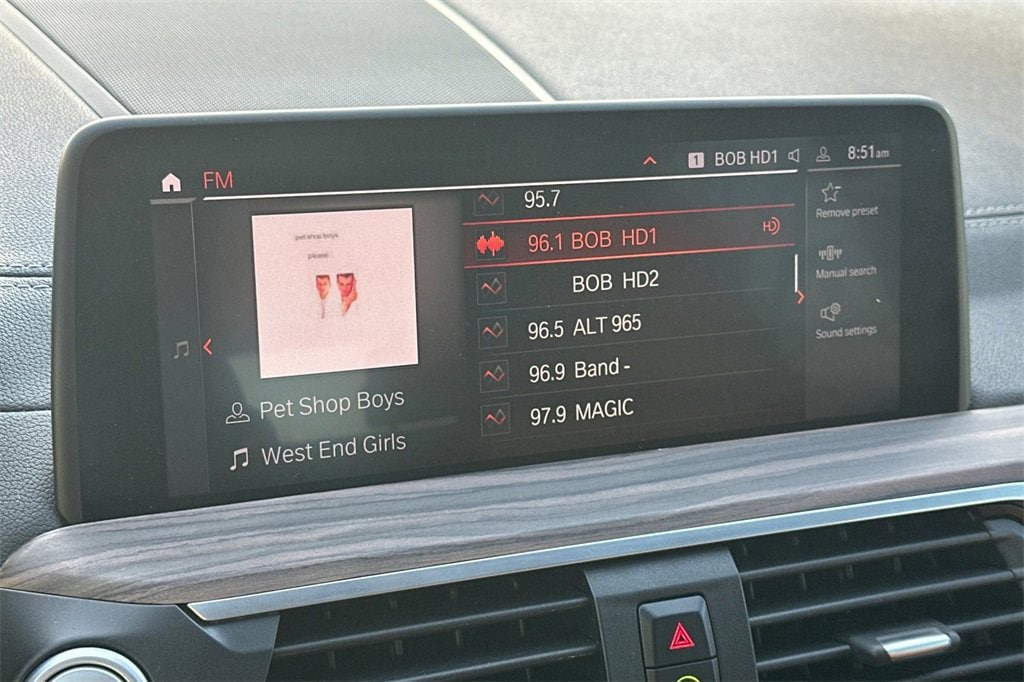 FM
1 BOB HD1 8:51am
pet shop boys
please
Pet Shop Boys
West End Girls
95.7
96.1 BOB HD1 HD
BOB HD2
96.5 ALT 965
96.9 Band -
97.9 MAGIC
Remove preset
Manual search
Sound settings